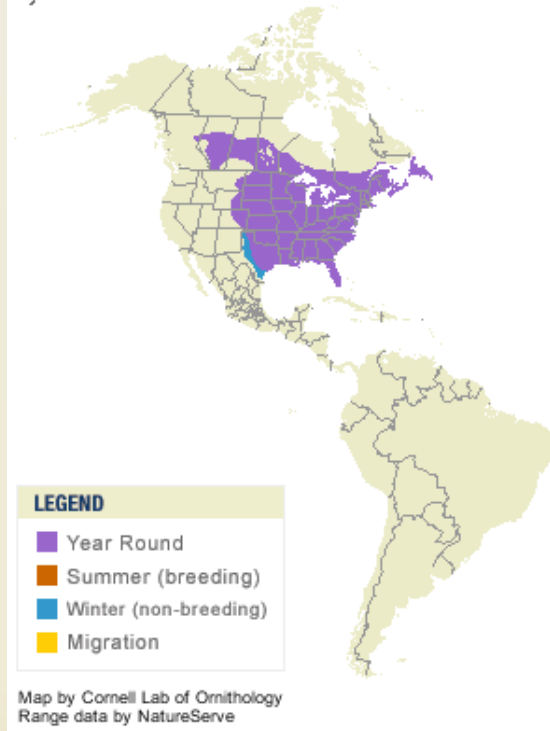 LEGEND
Year Round
Summer (breeding)
Winter (non-breeding)
Migration
Map by Cornell Lab of Ornithology
Range data by NatureServe